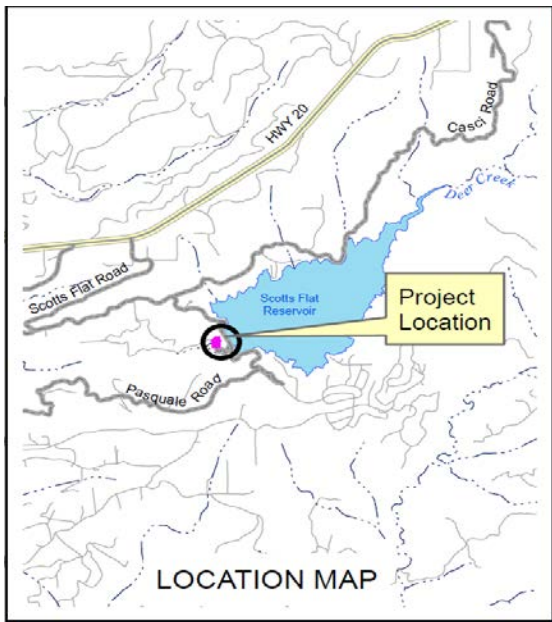 HWY 20
Casci Road
Deer Creek
Scotts Flat Road
Scotts Flat
Reservoir
Project
Location
Pasquale Road
LOCATION MAP